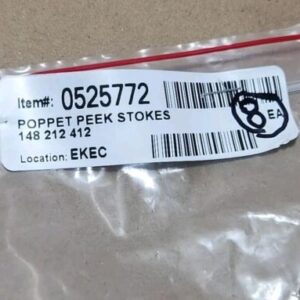 Item#: 0525772
POPPET PEEK STOKES
148 212 412
Location: EKEC
8 EA